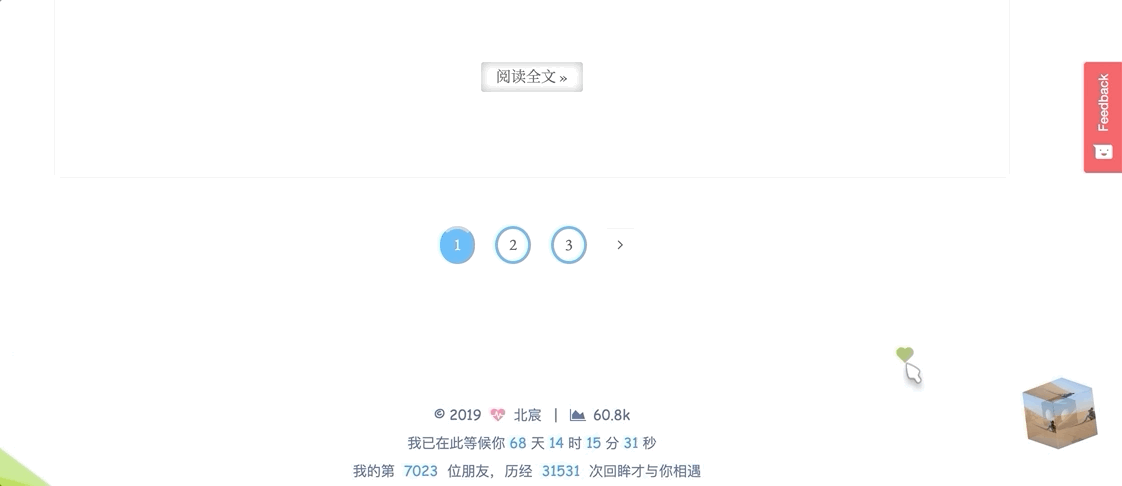 阅读全文 »
Feedback
1 2 3 >
© 2019 北宸 | 60.8k
我已在此等候你 68 天 14 时 15 分 31 秒
我的第 7023 位朋友，历经 31531 次回眸才与你相遇